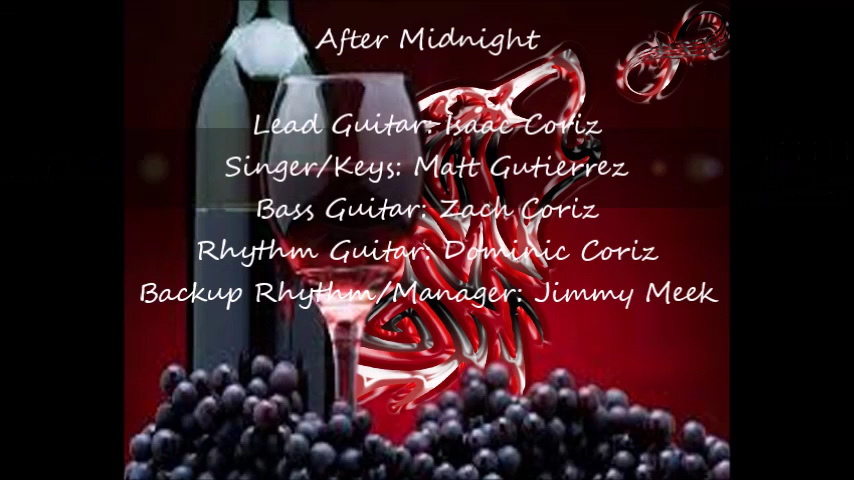 After Midnight
Lead Guitar: Isaac Coriz
Singer/Keys: Matt Gutierrez
Bass Guitar: Zach Coriz
Rhythm Guitar: Dominic Coriz
Backup Rhythm/Manager: Jimmy Meek